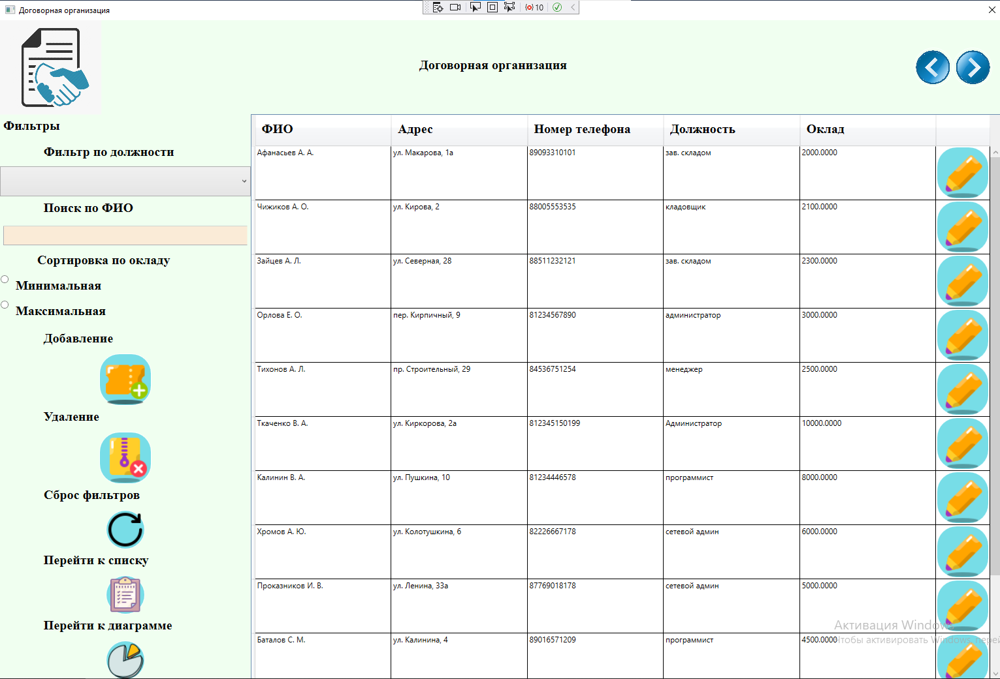 Договорная организация
10
Договорная организация
Фильтры
Фильтр по должности
Поиск по ФИО
Сортировка по окладу
Минимальная
Максимальная
Добавление
Удаление
Сброс фильтров
Перейти к списку
Перейти к диаграмме
ФИО Адрес Номер телефона Должность Оклад
Афанасьев А. А. ул. Макарова, 1а 89093310101 зав. складом 2000.0000
Чижиков А. О. ул. Кирова, 2 88005553535 кладовщик 2100.0000
Зайцев А. Л. ул. Северная, 28 88511232121 зав. складом 2300.0000
Орлова Е. О. пер. Кирпичный, 9 81234567890 администратор 3000.0000
Тихонов А. Л. пр. Строительный, 29 84536751254 менеджер 2500.0000
Ткаченко В. А. ул. Киркорова, 2а 812345150199 Администратор 10000.0000
Калинин В. А. ул. Пушкина, 10 81234446578 программист 8000.0000
Хромов А. Ю. ул. Колотушкина, 6 82226667178 сетевой админ 6000.0000
Проказников И. В. ул. Ленина, 33а 87769018178 сетевой админ 5000.0000
Баталов С. М. ул. Калинина, 4 89016571209 программист 4500.0000
Активация Windows
Чтобы активировать Windows, перей